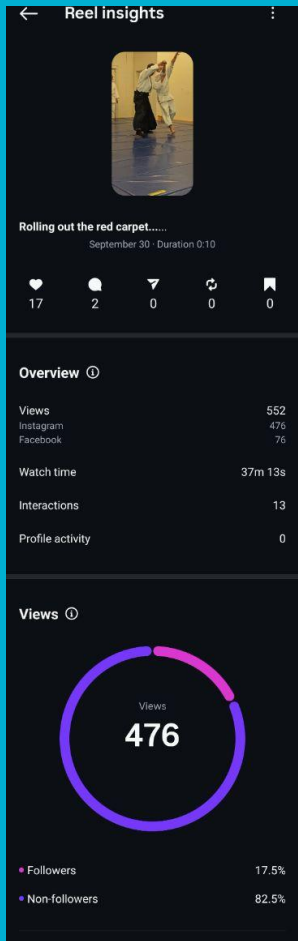 Reel insights
Rolling out the red carpet......
September 30 · Duration 0:10
17 2 0 0 0
Overview
Views 552
Instagram 476
Facebook 76
Watch time 37m 13s
Interactions 13
Profile activity 0
Views
Views
476
Followers 17.5%
Non-followers 82.5%